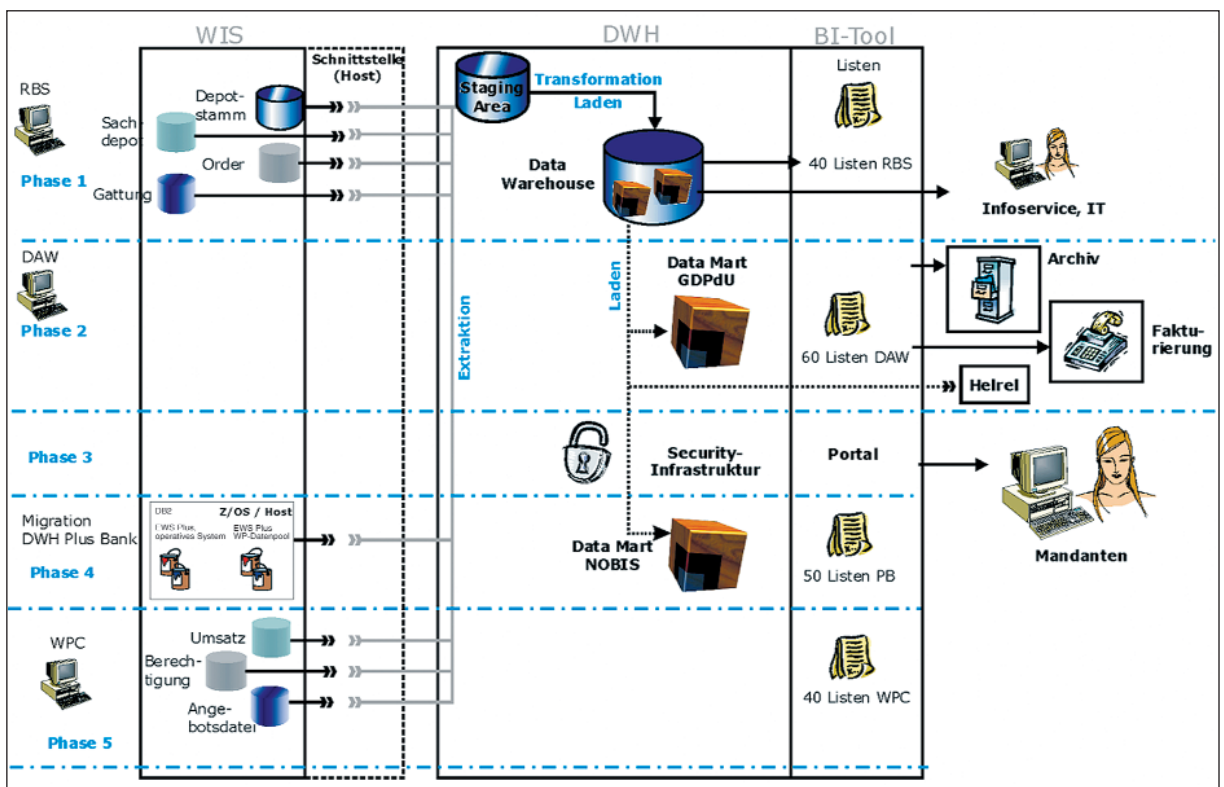 WIS
DWH
BI-Tool
Schnittstelle
(Host)
RBS
Phase 1
Depot-
stamm
Sach-
depot
Order
Gattung
Staging
Area
Transformation
Laden
Data
Warehouse
Listen
40 Listen RBS
Infoservice, IT
DAW
Phase 2
Extraktion
Laden
Data Mart
GDPdU
60 Listen DAW
Archiv
Faktu-
rierung
Helrel
Phase 3
Security-
Infrastruktur
Portal
Mandanten
Migration
DWH Plus Bank
Phase 4
DB2
Z/OS / Host
EWS Plus,
operatives System
EWS Plus
WP-Datenpool
Data Mart
NOBIS
50 Listen PB
WPC
Phase 5
Umsatz
Berech-
tigung
Ange-
botsdatei
40 Listen WPC